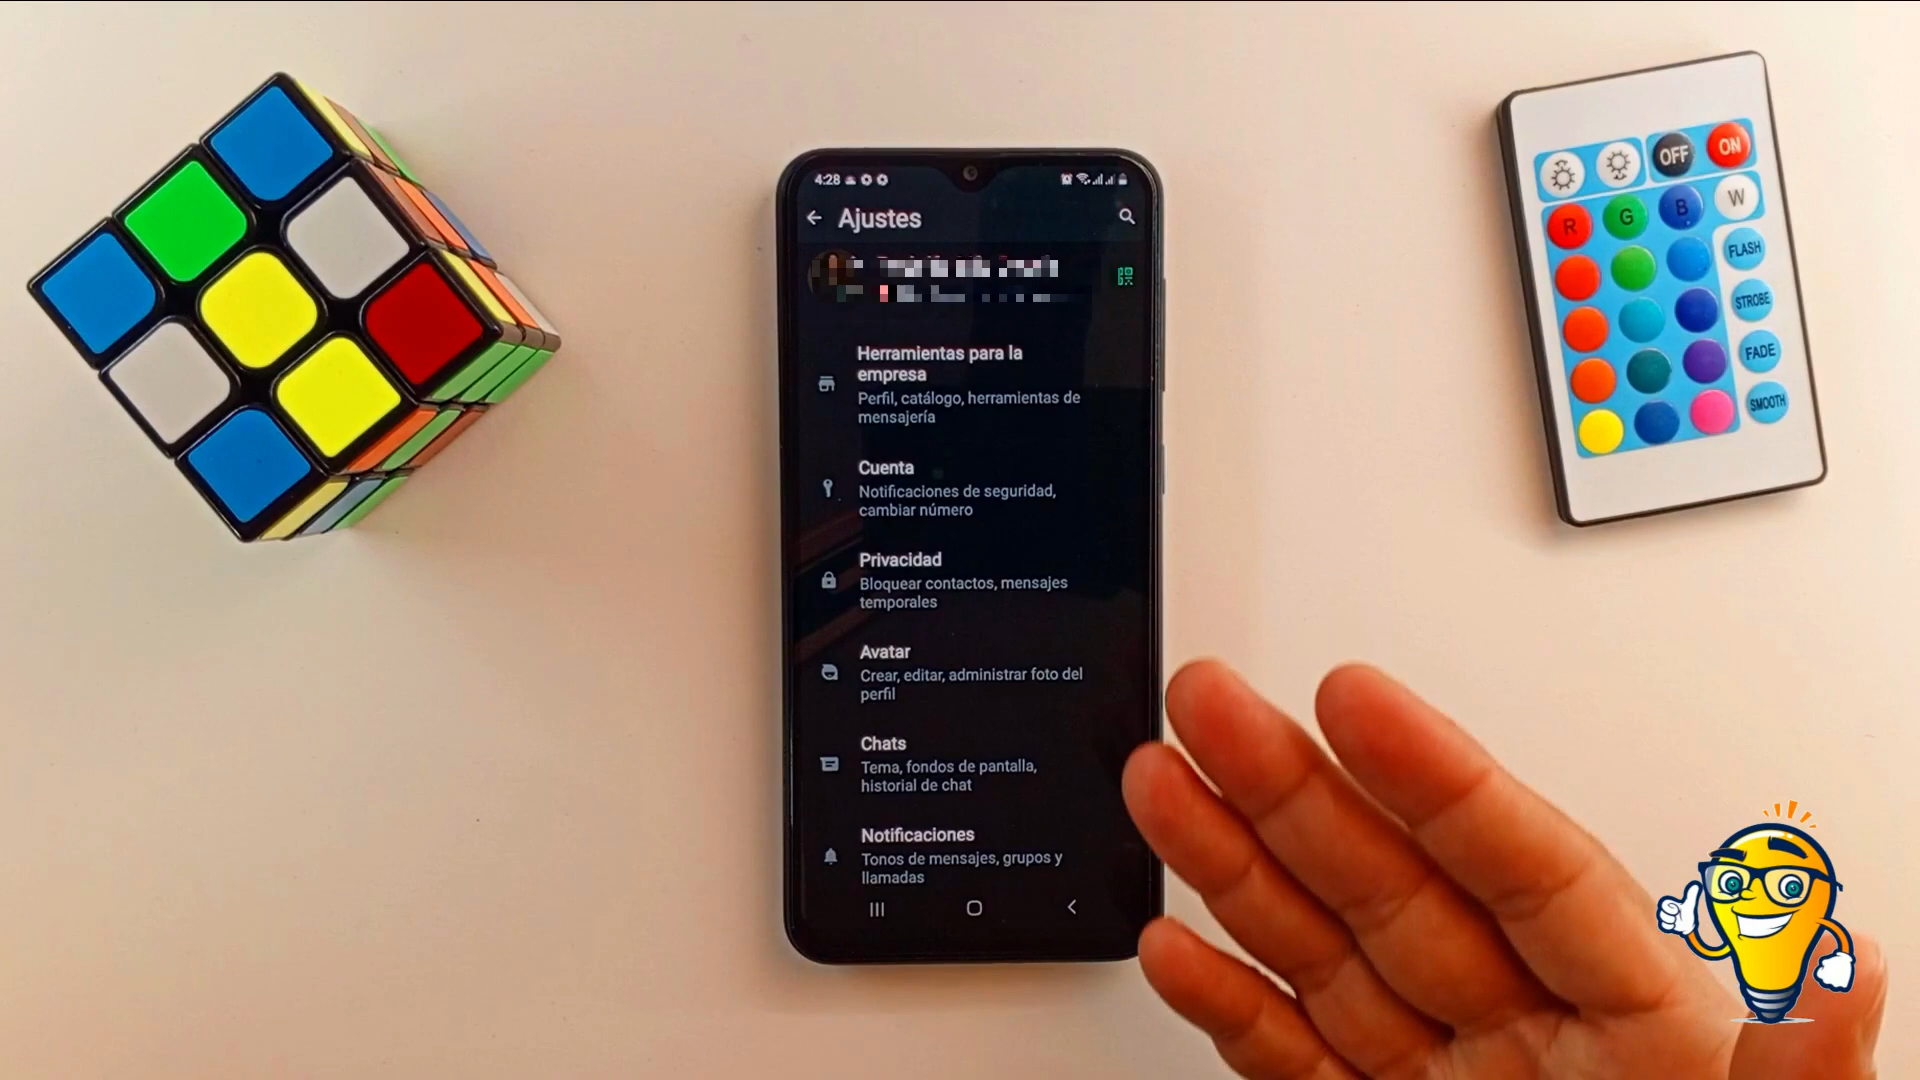 4:28
Ajustes
Herramientas para la
empresa
Perfil, catálogo, herramientas de
mensajería
Cuenta
Notificaciones de seguridad,
cambiar número
Privacidad
Bloquear contactos, mensajes
temporales
Avatar
Crear, editar, administrar foto del
perfil
Chats
Tema, fondos de pantalla,
historial de chat
Notificaciones
Tonos de mensajes, grupos y
llamadas
OFF ON
R G B W
FLASH
STROBE
FADE
SMOOTH